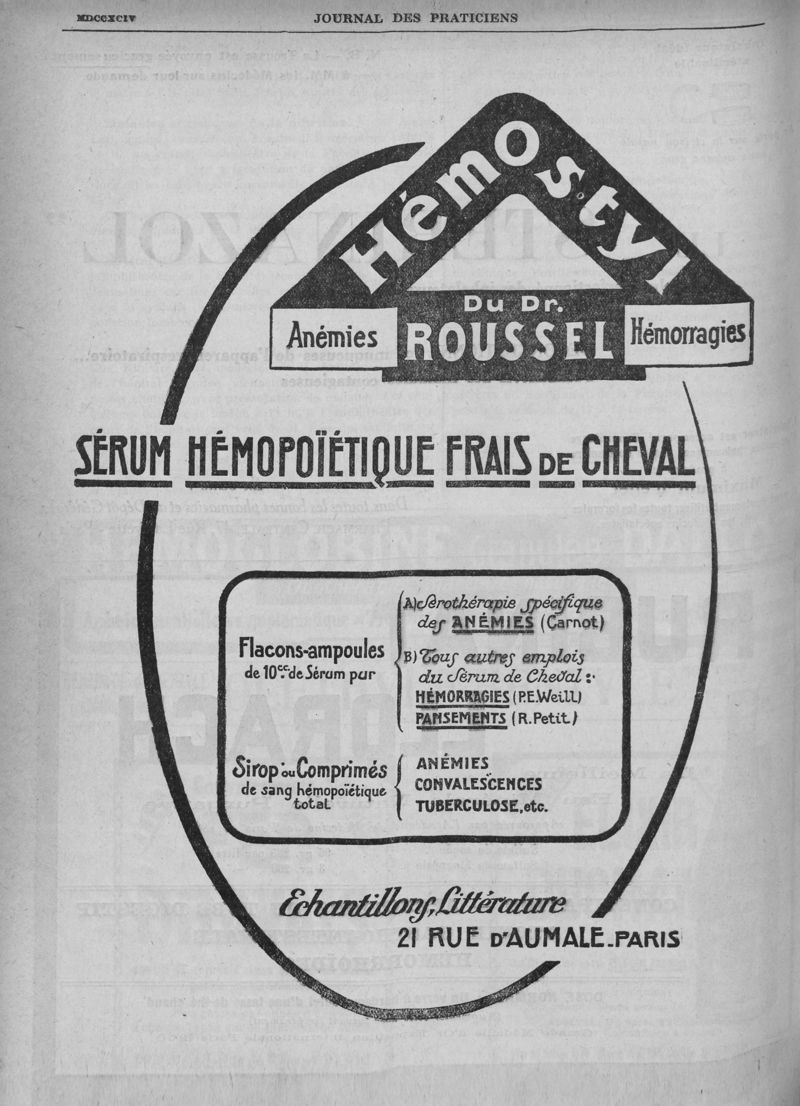 MDCCXCIV
JOURNAL DES PRATICIENS
Hémostyl
Du Dr.
ROUSSEL
Anémies
Hémorragies
SÉRUM HÉMOPOÏÉTIQUE FRAIS DE CHEVAL
Flacons-ampoules
de 10cc. de Sérum pur
A) Sérothérapie spécifique
des ANÉMIES (Carnot)
B) Tous autres emplois
du Sérum de Cheval :
HÉMORRAGIES (P.E.Weill)
PANSEMENTS (R.Petit)
Sirop ou Comprimés
de sang hémopoïétique
total
ANÉMIES
CONVALESCENCES
TUBERCULOSE, etc.
Echantillons, Littérature
21 RUE D'AUMALE-PARIS